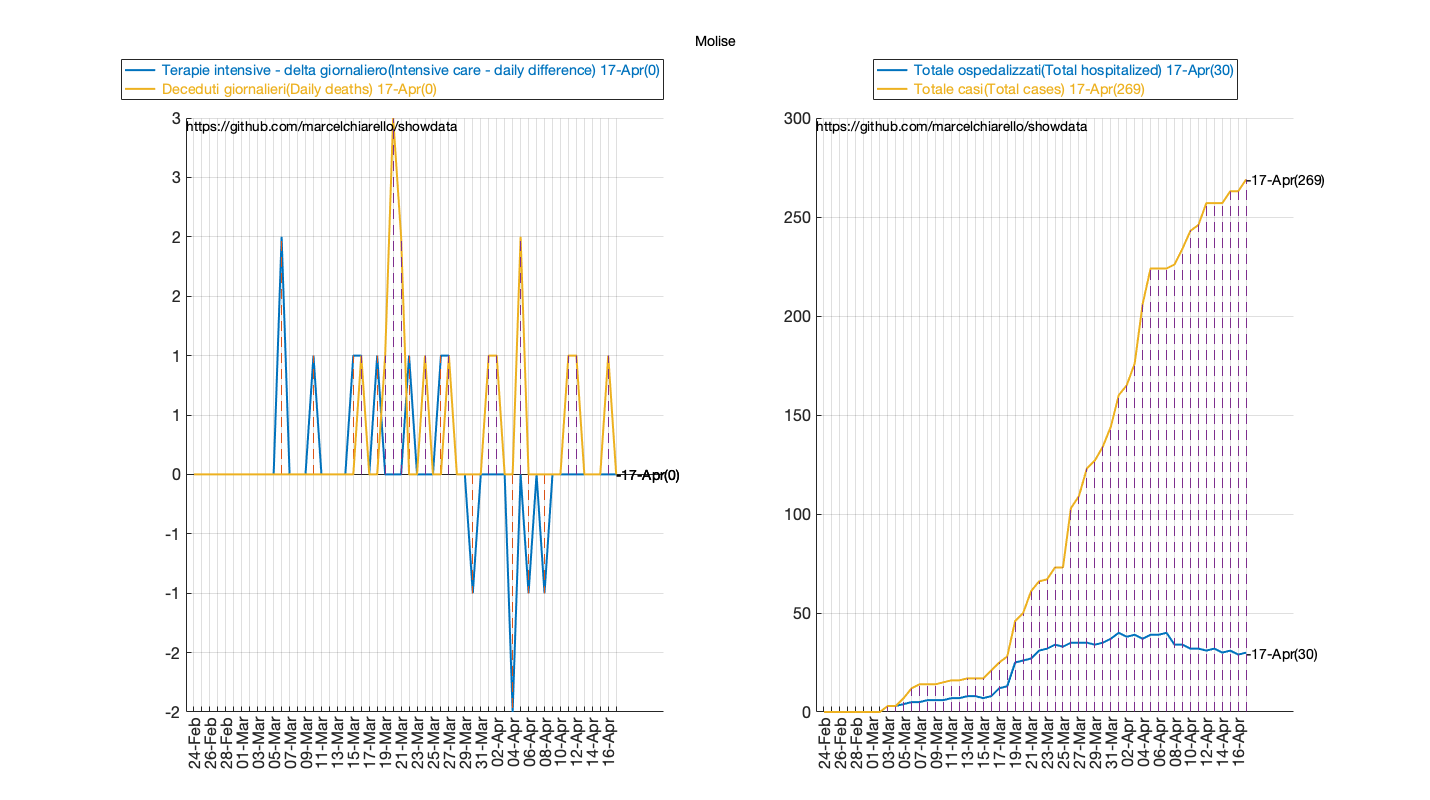 Molise
Terapie intensive - delta giornaliero(Intensive care - daily difference) 17-Apr(0)
Deceduti giornalieri(Daily deaths) 17-Apr(0)
https://github.com/marcelchiarello/showdata
3
3
2
2
1
1
0
-1
-1
-2
-2
-17-Apr(0)
24-Feb
26-Feb
28-Feb
01-Mar
03-Mar
05-Mar
07-Mar
09-Mar
11-Mar
13-Mar
15-Mar
17-Mar
19-Mar
21-Mar
23-Mar
25-Mar
27-Mar
29-Mar
31-Mar
02-Apr
04-Apr
06-Apr
08-Apr
10-Apr
12-Apr
14-Apr
16-Apr
Totale ospedalizzati(Total hospitalized) 17-Apr(30)
Totale casi(Total cases) 17-Apr(269)
https://github.com/marcelchiarello/showdata
300
250
200
150
100
50
0
-17-Apr(269)
-17-Apr(30)
24-Feb
26-Feb
28-Feb
01-Mar
03-Mar
05-Mar
07-Mar
09-Mar
11-Mar
13-Mar
15-Mar
17-Mar
19-Mar
21-Mar
23-Mar
25-Mar
27-Mar
29-Mar
31-Mar
02-Apr
04-Apr
06-Apr
08-Apr
10-Apr
12-Apr
14-Apr
16-Apr